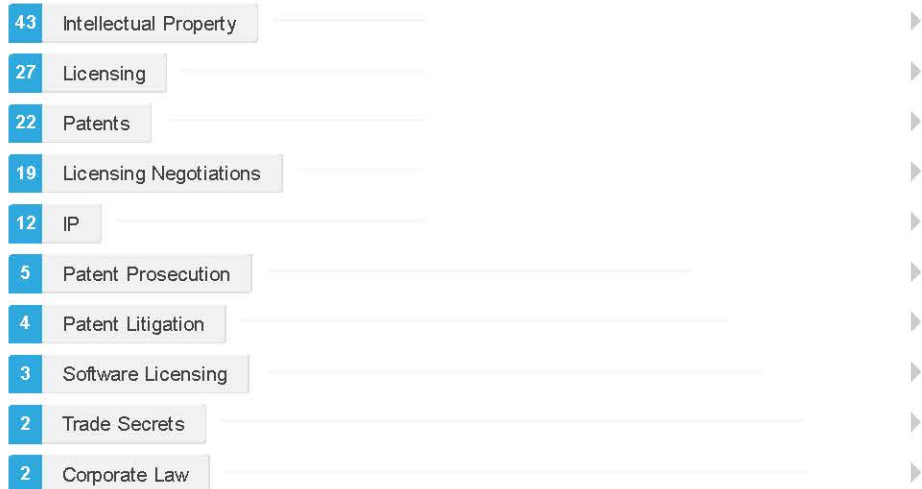 43 Intellectual Property
27 Licensing
22 Patents
19 Licensing Negotiations
12 IP
5 Patent Prosecution
4 Patent Litigation
3 Software Licensing
2 Trade Secrets
2 Corporate Law